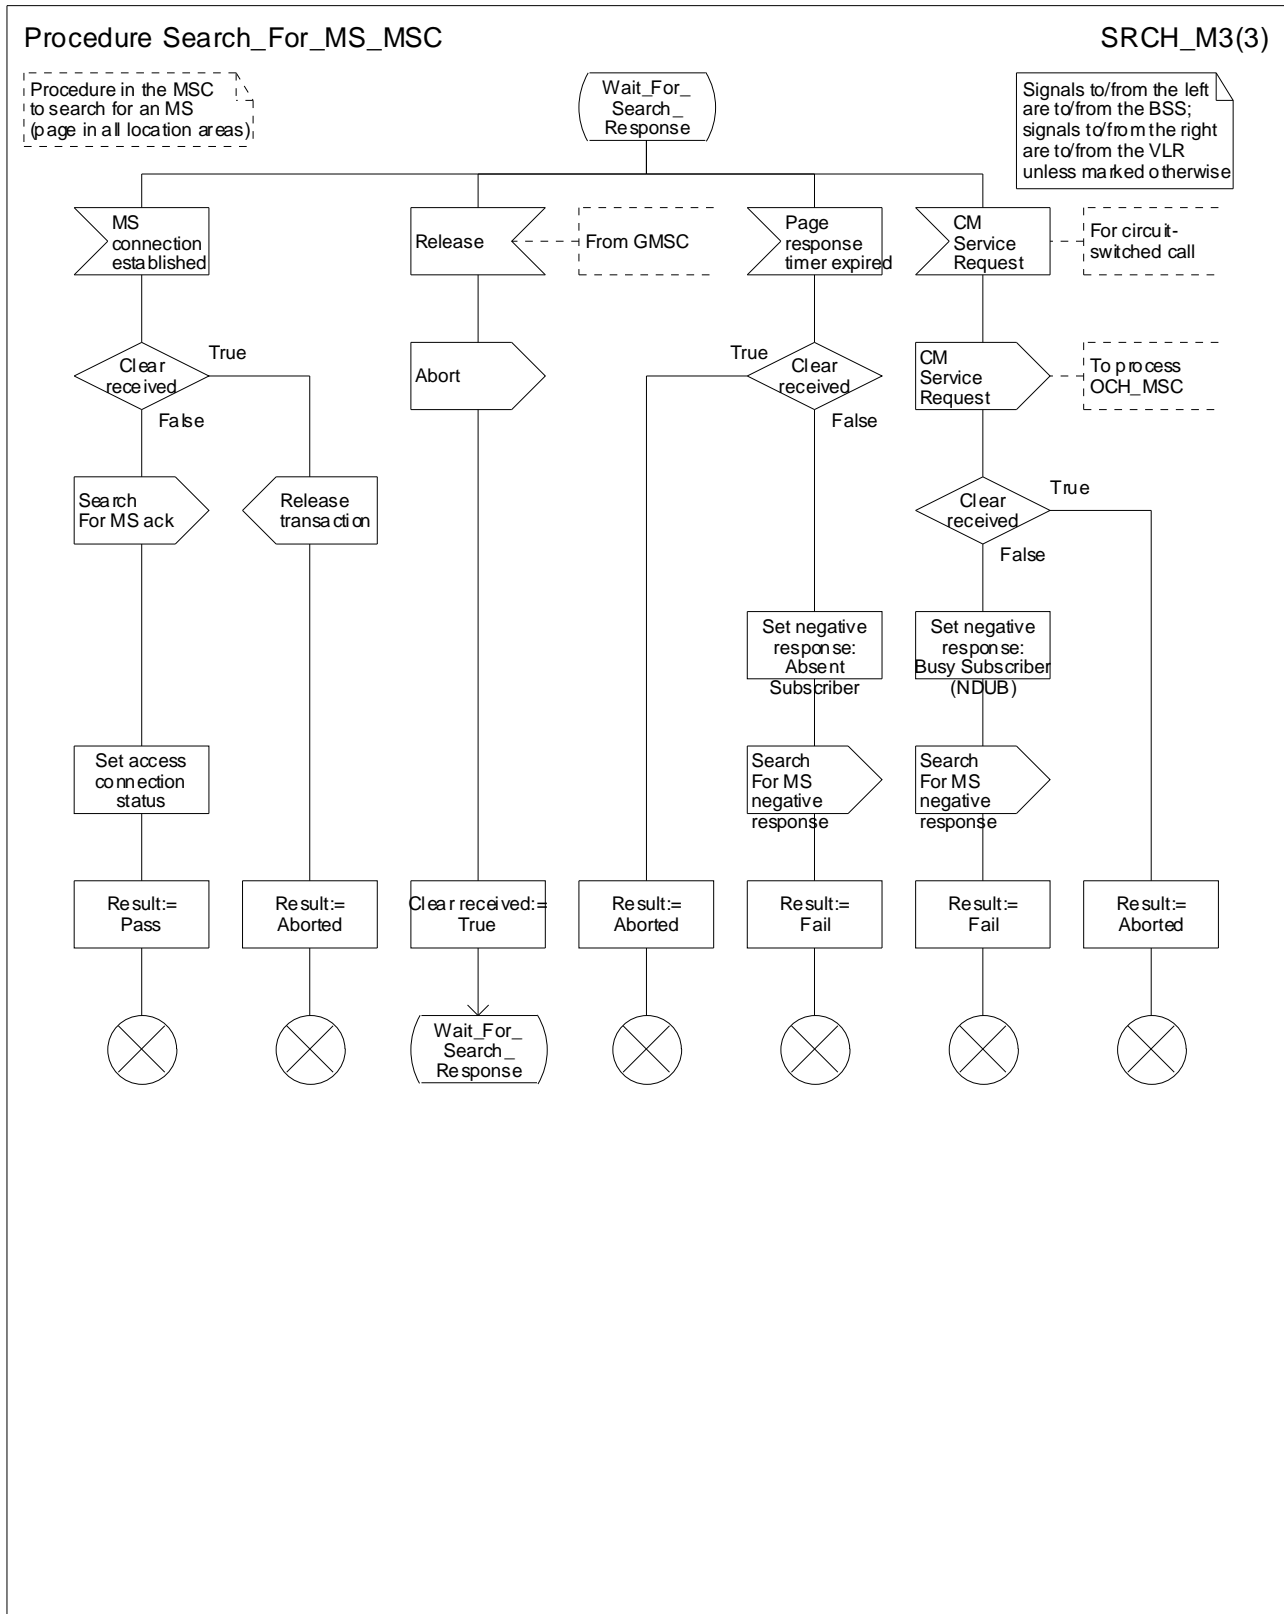 Procedure Search_For_MS_MSC
SRCH_M3(3)
Procedure in the MSC
to search for an MS
(page in all location areas)
Wait_For_
Search_
Response
Signals to/from the left
are to/from the BSS;
signals to/from the right
are to/from the VLR
unless marked otherwise
MS
connection
established
Release
From GMSC
Page
response
timer expired
CM
Service
Request
For circuit-
switched call
Clear
received
True
False
Abort
True
Clear
received
False
CM
Service
Request
To process
OCH_MSC
Search
For MS ack
Release
transaction
Clear
received
True
False
Set negative
response:
Absent
Subscriber
Set negative
response:
Busy Subscriber
(NDUB)
Set access
connection
status
Search
For MS
negative
response
Search
For MS
negative
response
Result:=
Pass
Result:=
Aborted
Clear received:=
True
Result:=
Aborted
Result:=
Fail
Result:=
Fail
Result:=
Aborted
Wait_For_
Search_
Response